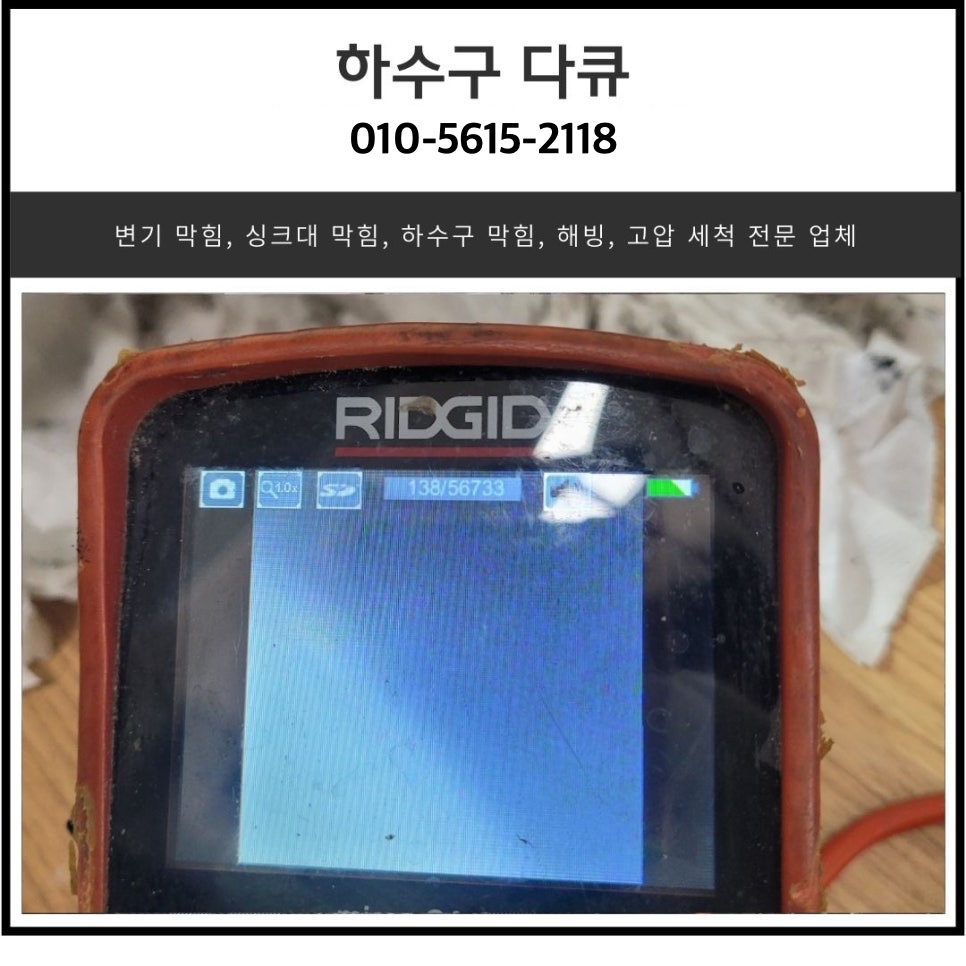 하수구 다큐
010-5615-2118
변기 막힘, 싱크대 막힘, 하수구 막힘, 해빙, 고압 세척 전문 업체
RIDGID
1.0x
138/56733